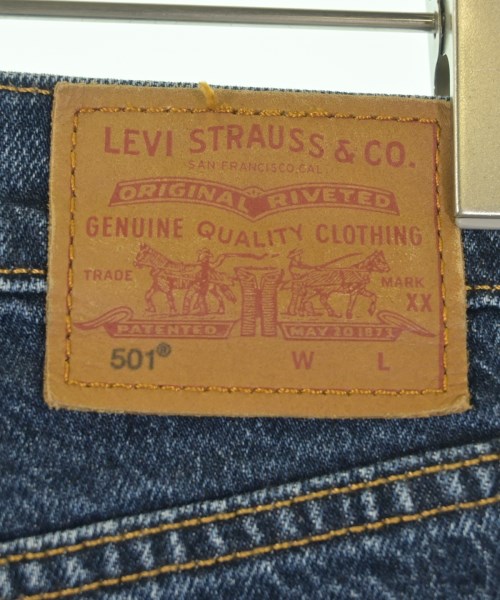 LEVI STRAUSS & CO.
SAN FRANCISCO, CAL
ORIGINAL RIVETED
GENUINE QUALITY CLOTHING
TRADE MARK
XX
PATENTED MAY 20 1873
501® W L